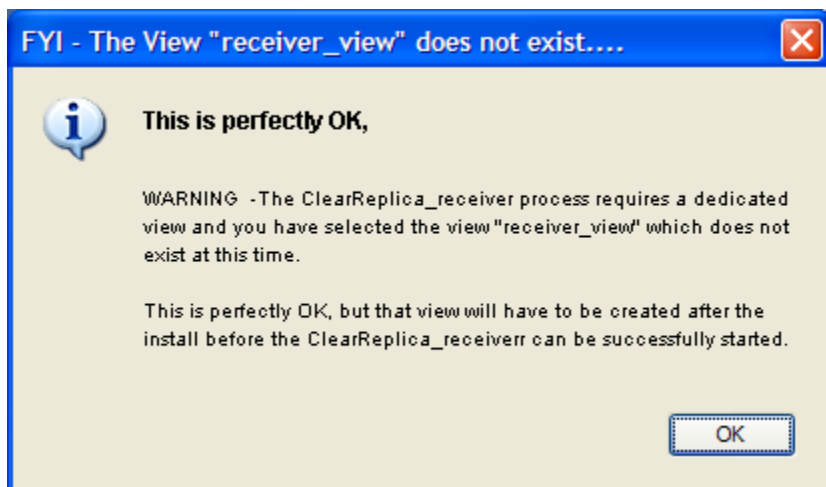 FYI - The View "receiver_view" does not exist....
This is perfectly OK,
WARNING -The ClearReplica_receiver process requires a dedicated
view and you have selected the view "receiver_view" which does not
exist at this time.
This is perfectly OK, but that view will have to be created after the
install before the ClearReplica_receiverr can be successfully started.
OK